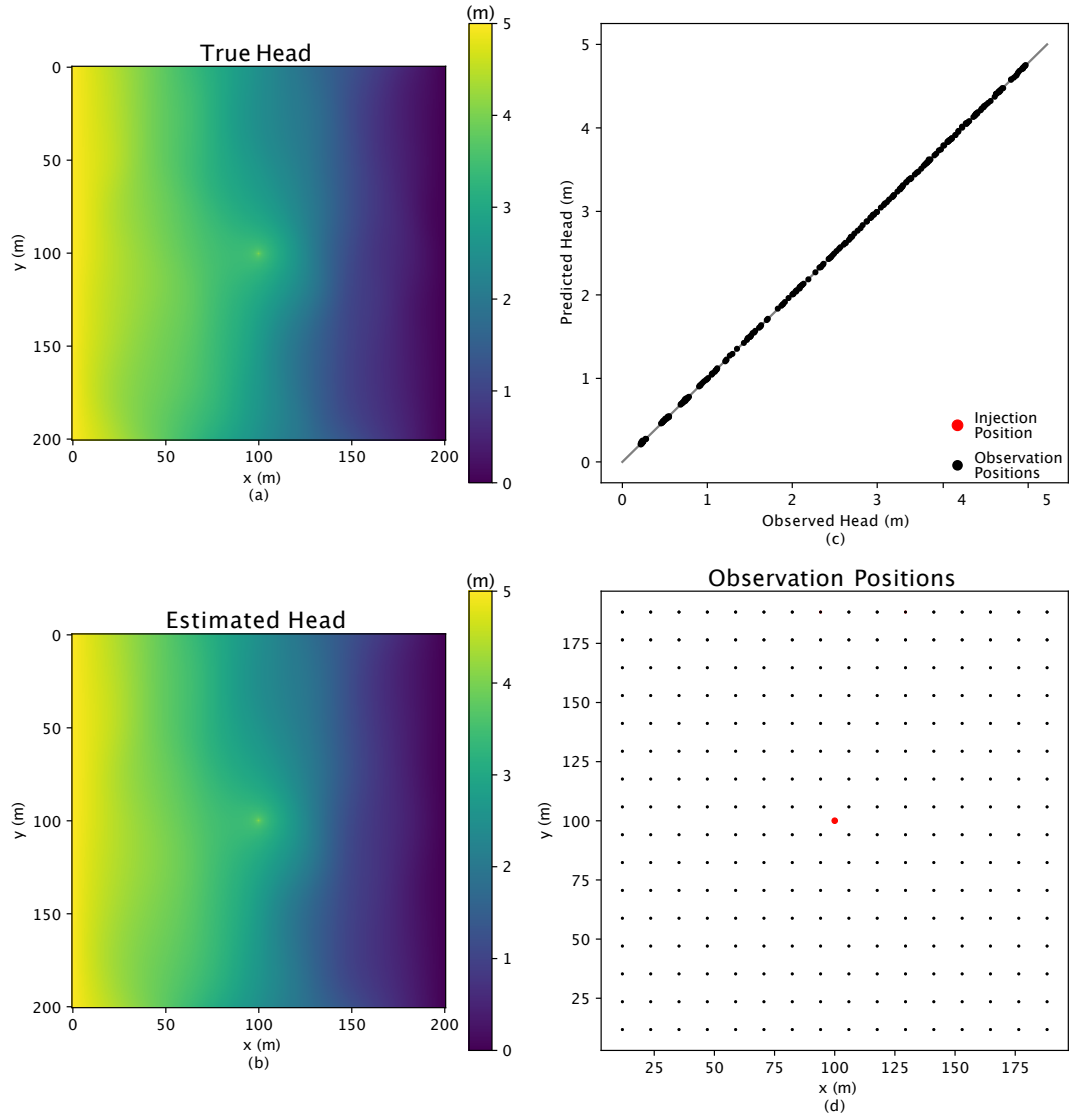 (m)
True Head
0
50
100
150
200
y (m)
0
50
100
150
200
x (m)
(a)
5
4
3
2
1
0
5
4
3
2
1
0
Predicted Head (m)
Injection
Position
Observation
Positions
0
1
2
3
4
5
Observed Head (m)
(c)
(m)
Estimated Head
0
50
100
150
200
y (m)
0
50
100
150
200
x (m)
(b)
5
4
3
2
1
0
Observation Positions
175
150
125
100
75
50
25
y (m)
25
50
75
100
125
150
175
x (m)
(d)